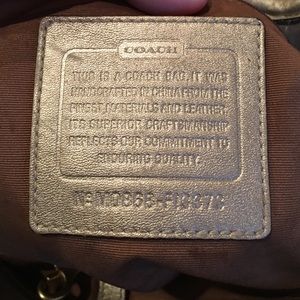 COACH
THIS IS A COACH BAG. IT WAS
HANDCRAFTED IN CHINA FROM THE
FINEST MATERIALS AND LEATHER.
ITS SUPERIOR CRAFTSMANSHIP
REFLECTS OUR COMMITMENT TO
ENDURING QUALITY.